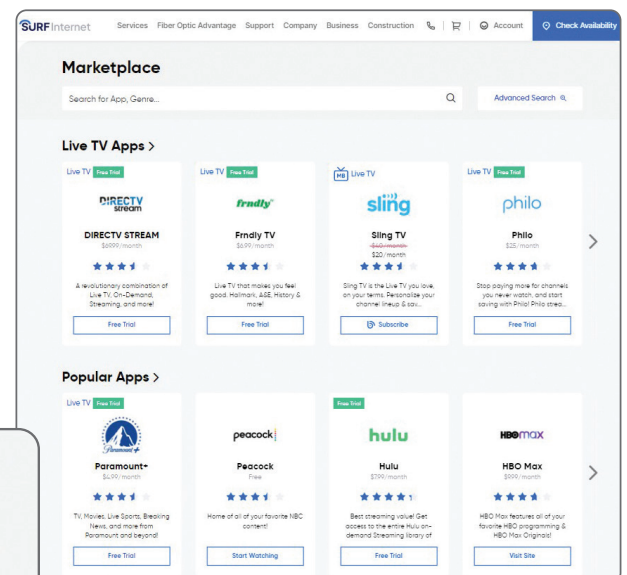 SURF Internet
Services Fiber Optic Advantage Support Company Business Construction Account Check Availability
Marketplace
Search for App, Genre...
Advanced Search
Live TV Apps >
Live TV Free Trial
DIRECTV
stream
DIRECTV STREAM
$69.99/month
A revolutionary combination of
Live TV, On-Demand,
Streaming, and more!
Free Trial
Live TV Free Trial
frndly
Frndly TV
$6.99/month
Live TV that makes you feel
good. Hallmark, A&E, History &
more!
Free Trial
MB Live TV
sling
Sling TV
$40/month
$20/month
Sling TV is the Live TV you love,
on your terms. Personalize your
channel lineup & sav...
Subscribe
Live TV Free Trial
philo
Philo
$25/month
Stop paying more for channels
you never watch, and start
saving with Philo! Philo strea...
Free Trial
Popular Apps >
Live TV Free Trial
Paramount+
Paramount+
$4.99/month
TV, Movies, Live Sports, Breaking
News, and more from
Paramount and beyond!
Free Trial
peacock
Peacock
Free
Home of all of your favorite NBC
content!
Start Watching
Free Trial
hulu
Hulu
$7.99/month
Best streaming value! Get
access to the entire Hulu on-
demand Streaming library of
Free Trial
HBOmax
HBO Max
$9.99/month
HBO Max features all of your
favorite HBO programming &
HBO Max Originals!
Visit Site